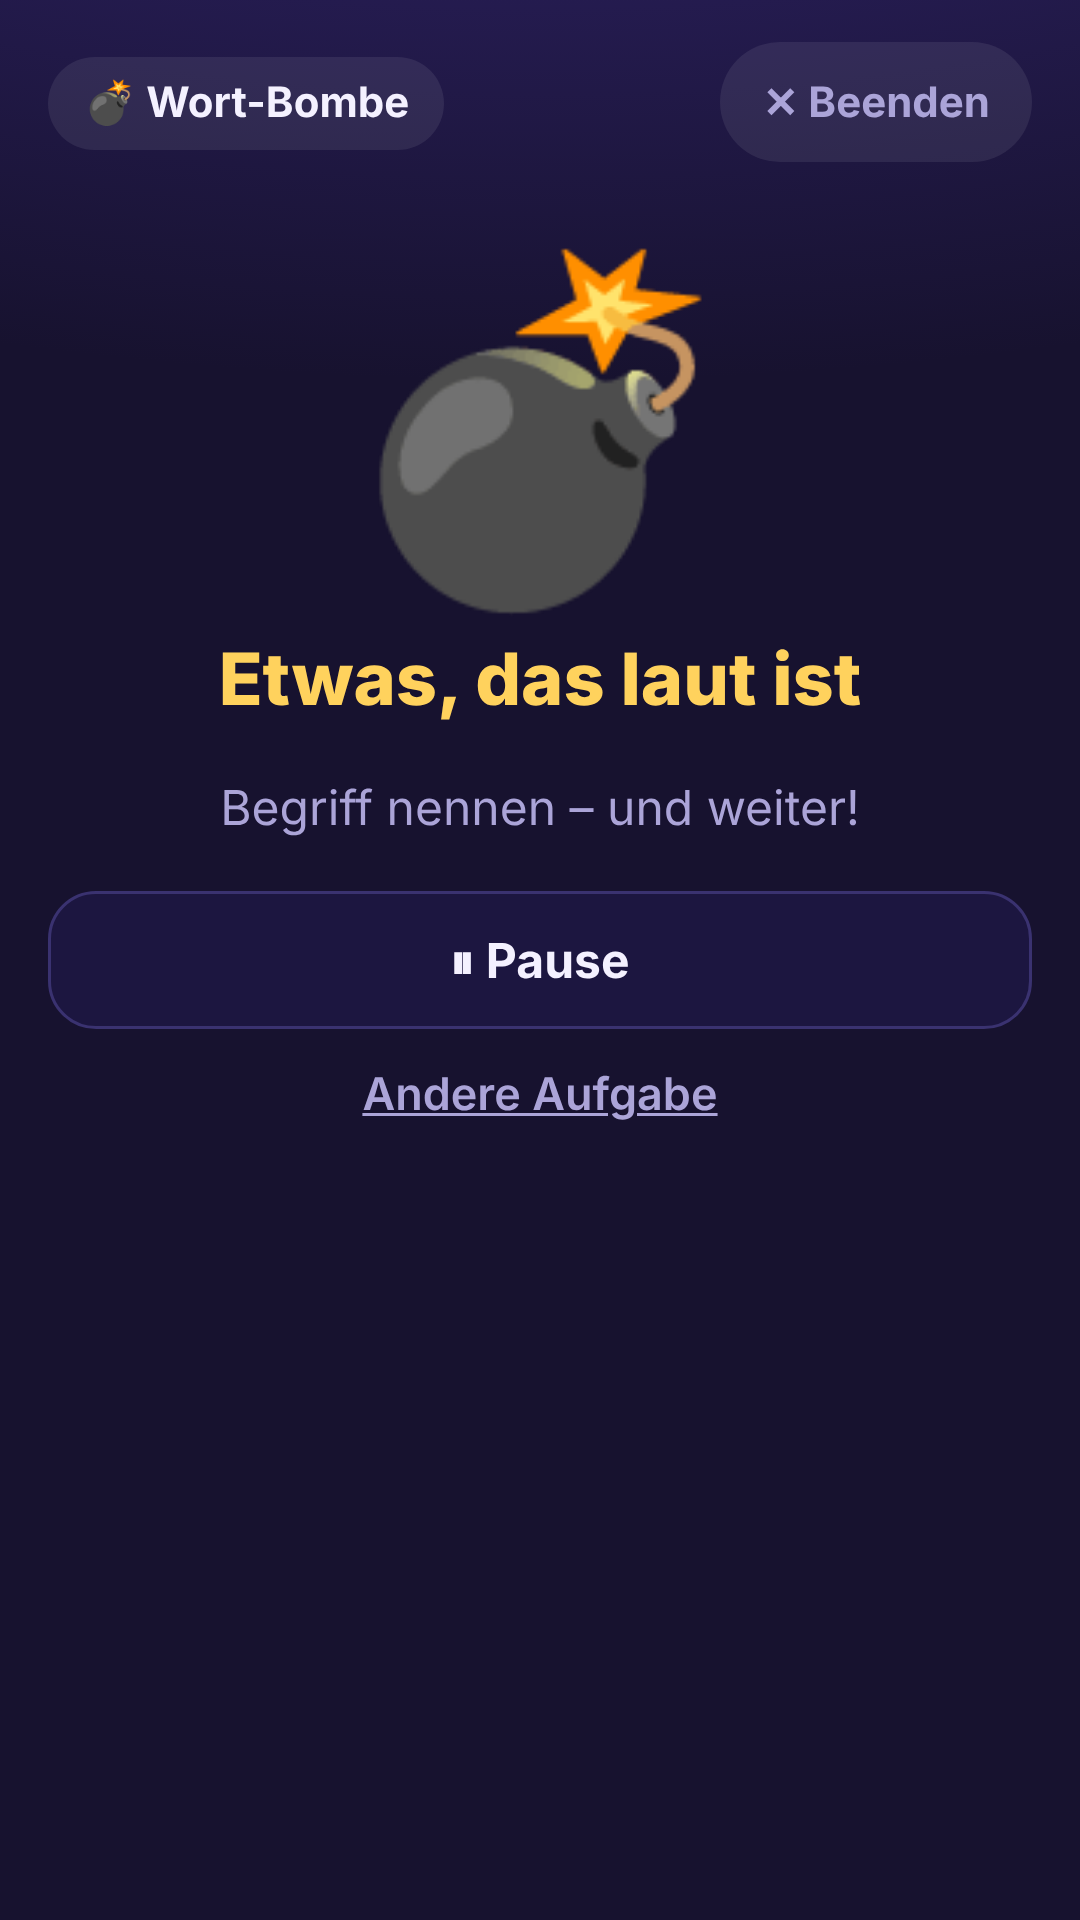 💣 Wort-Bombe
✕ Beenden
Etwas, das laut ist
Begriff nennen – und weiter!
⏸ Pause
Andere Aufgabe